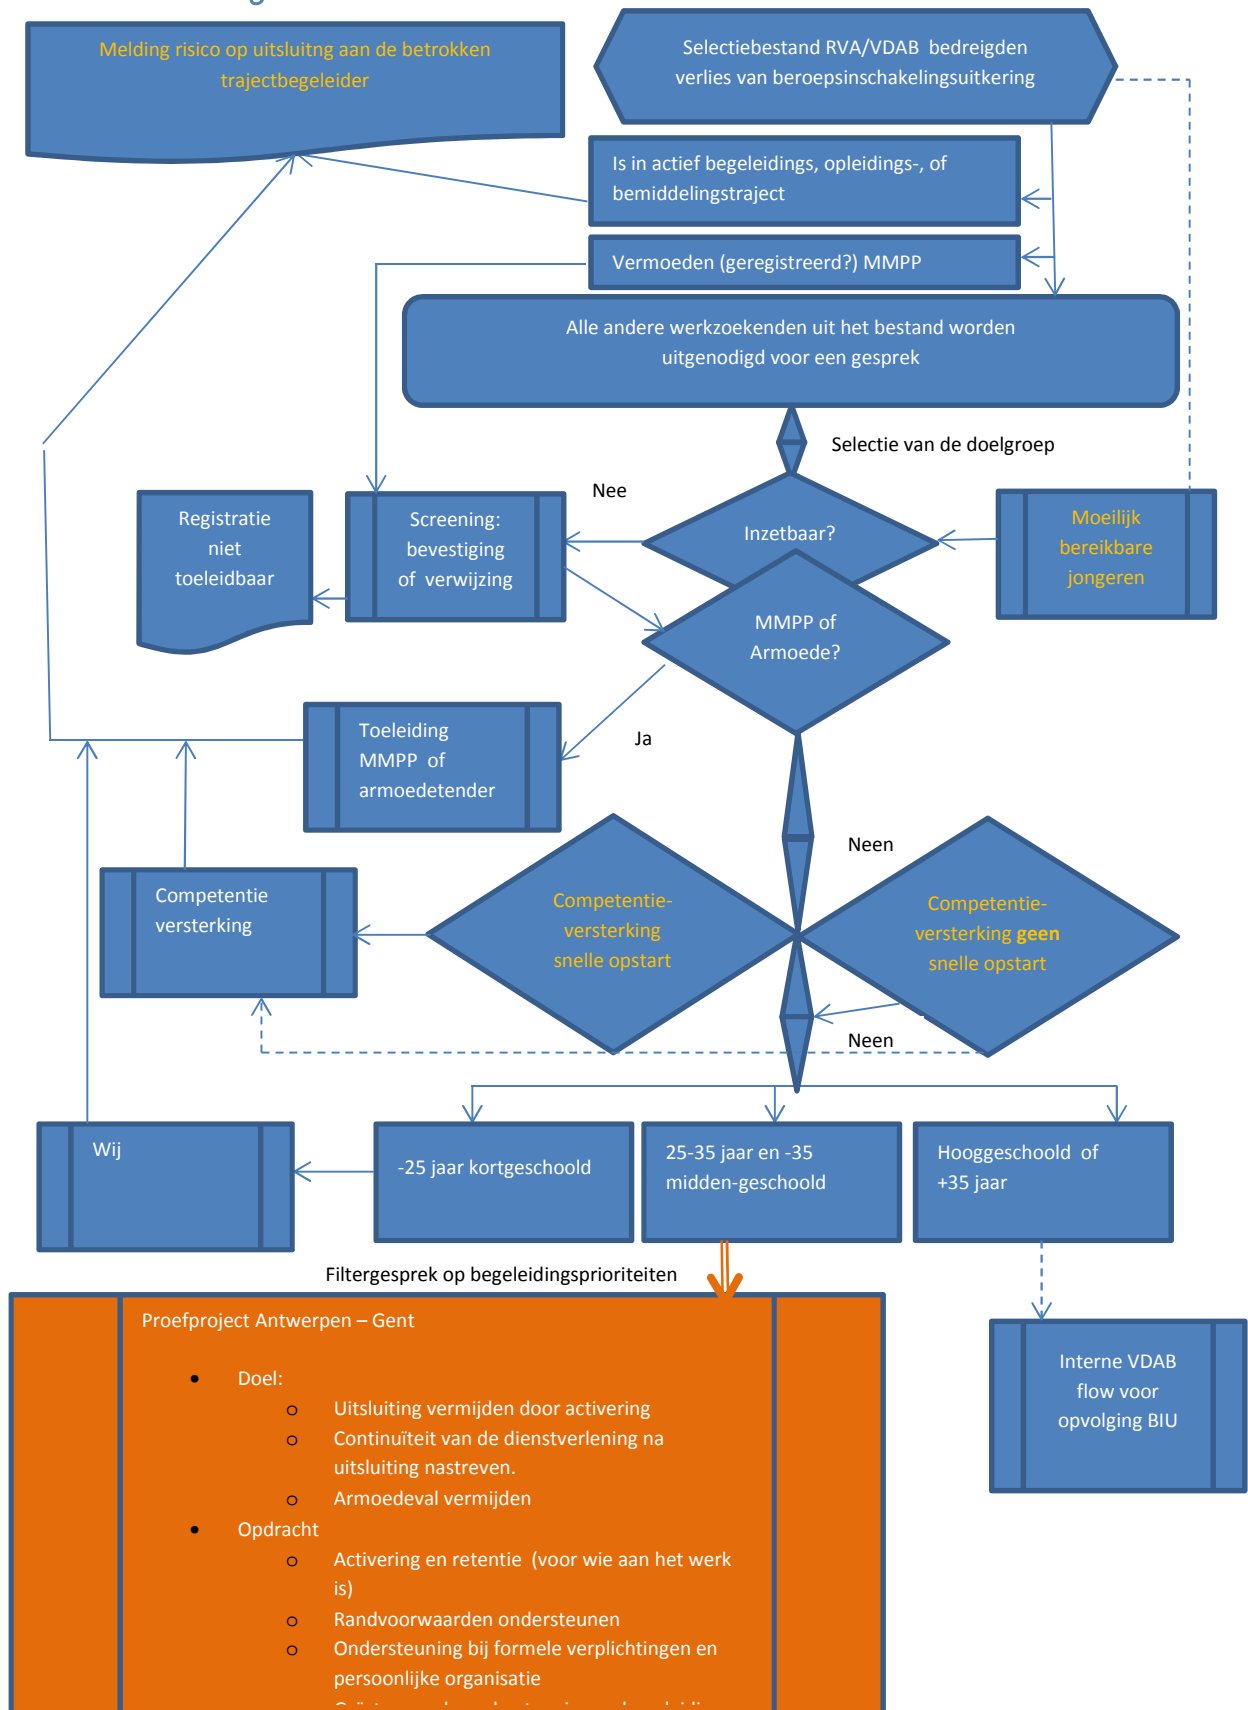 Melding risico op uitsluitng aan de betrokken
trajectbegeleider
Selectiebestand RVA/VDAB bedreigden
verlies van beroepsinschakelingsuitkering
Is in actief begeleidings, opleidings-, of
bemiddelingstraject
Vermoeden (geregistreerd?) MMPP
Alle andere werkzoekenden uit het bestand worden
uitgenodigd voor een gesprek
Selectie van de doelgroep
Nee
Registratie
niet
toeleidbaar
Screening:
bevestiging
of verwijzing
Inzetbaar?
Moeilijk
bereikbare
jongeren
MMPP of
Armoede?
Toeleiding
MMPP of
armoedetender
Ja
Neen
Competentie
versterking
Competentie-
versterking
snelle opstart
Competentie-
versterking geen
snelle opstart
Neen
Wij
-25 jaar kortgeschoold
25-35 jaar en -35
midden-geschoold
Hooggeschoold of
+35 jaar
Filtergesprek op begeleidingsprioriteiten
Proefproject Antwerpen – Gent
• Doel:
o Uitsluiting vermijden door activering
o Continuïteit van de dienstverlening na
uitsluiting nastreven.
o Armoedeval vermijden
• Opdracht
o Activering en retentie (voor wie aan het werk
is)
o Randvoorwaarden ondersteunen
o Ondersteuning bij formele verplichtingen en
persoonlijke organisatie
Interne VDAB
flow voor
opvolging BIU